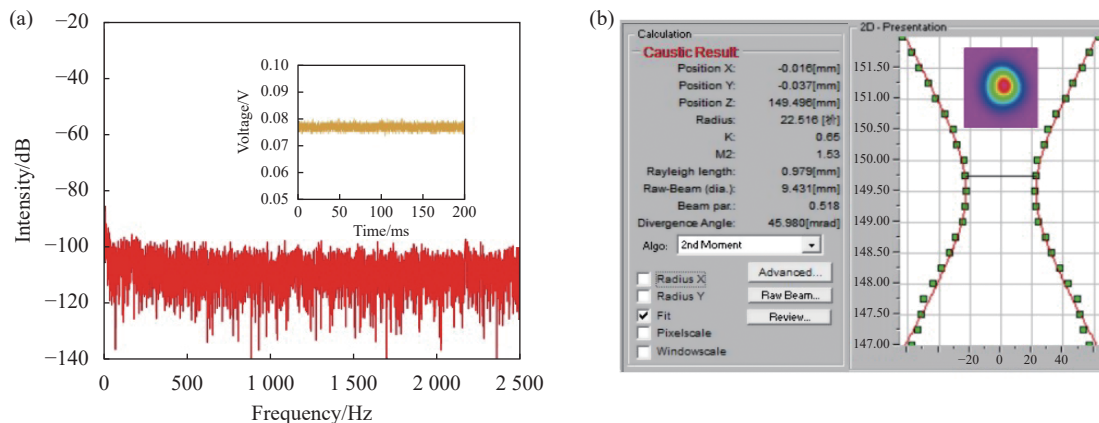 (a)
−20
−40
−60
−80
−100
−120
−140
Intensity/dB
0
500
1 000
1 500
2 000
2 500
Frequency/Hz
0.10
0.09
0.08
0.07
0.06
0.05
Voltage/V
0
50
100
150
200
Time/ms
(b)
Calculation
Caustic Result:
Position X: -0.016[mm]
Position Y: -0.037[mm]
Position Z: 149.496[mm]
Radius: 22.516
K: 0.65
M2: 1.53
Rayleigh length: 0.979[mm]
Raw-Beam (dia.): 9.431[mm]
Beam par.: 0.518
Divergence Angle: 45.980[mrad]
Algo: 2nd Moment
Radius X
Radius Y
Fit
Pixelscale
Windowscale
Advanced...
Raw Beam...
Review...
2D - Presentation
151.50
151.00
150.50
150.00
149.50
149.00
148.50
148.00
147.50
147.00
−20
0
20
40
60